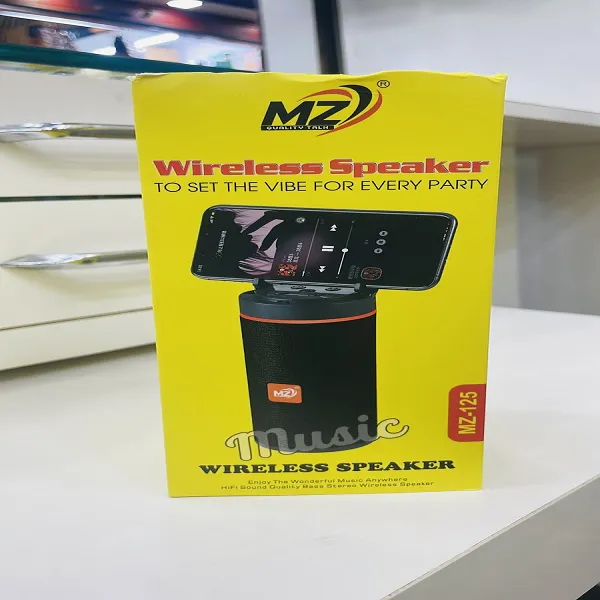 MZ®
QUALITY TALK
Wireless Speaker
TO SET THE VIBE FOR EVERY PARTY
MZ
MZ-125
music
WIRELESS SPEAKER
Enjoy The Wonderful Music Anywhere
HiFi Sound Quality Bass Stereo Wireless Speaker